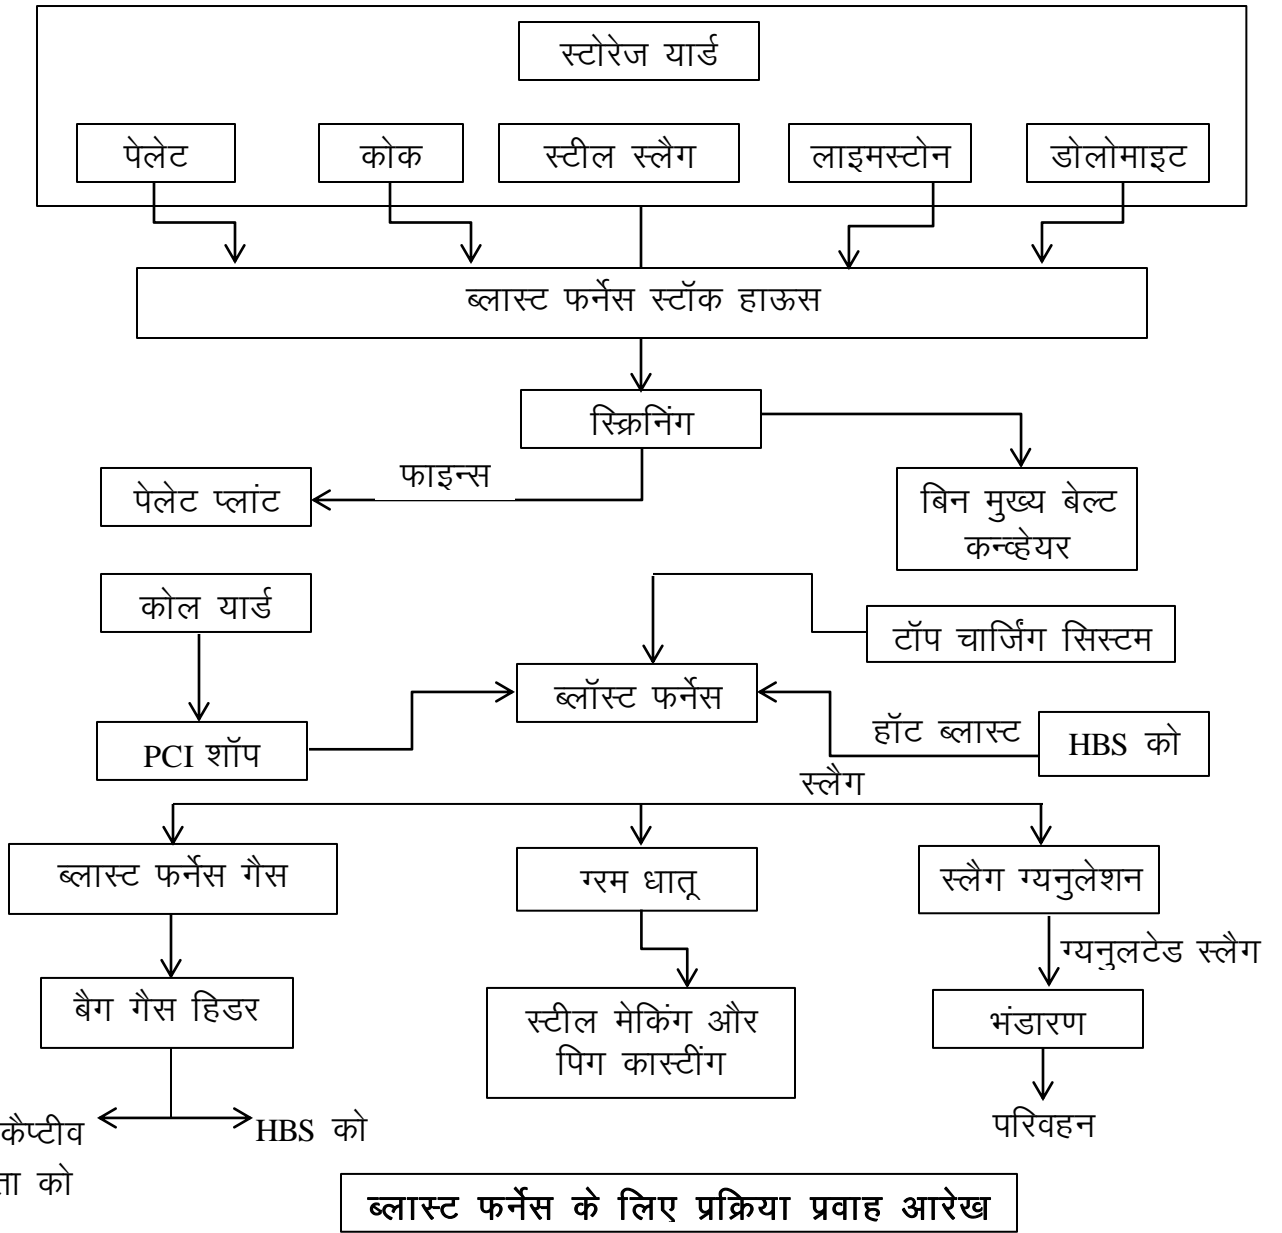 स्टोरेज यार्ड
पेलेट
कोक
स्टील स्लैग
लाइमस्टोन
डोलोमाइट
ब्लास्ट फर्नेस स्टॉक हाऊस
स्क्रिनिंग
फाइन्स
पेलेट प्लांट
बिन मुख्य बेल्ट
कन्व्हेयर
कोल यार्ड
टॉप चार्जिंग सिस्टम
ब्लॉस्ट फर्नेस
हॉट ब्लास्ट
HBS को
PCI शॉप
स्लैग
ब्लास्ट फर्नेस गैस
ग्रम धातू
स्लैग ग्यनुलेशन
ग्यनुलटेड स्लैग
बैग गैस हिडर
स्टील मेकिंग और
पिग कास्टींग
भंडारण
कैप्टीव
को
HBS को
परिवहन
ब्लास्ट फर्नेस के लिए प्रक्रिया प्रवाह आरेख